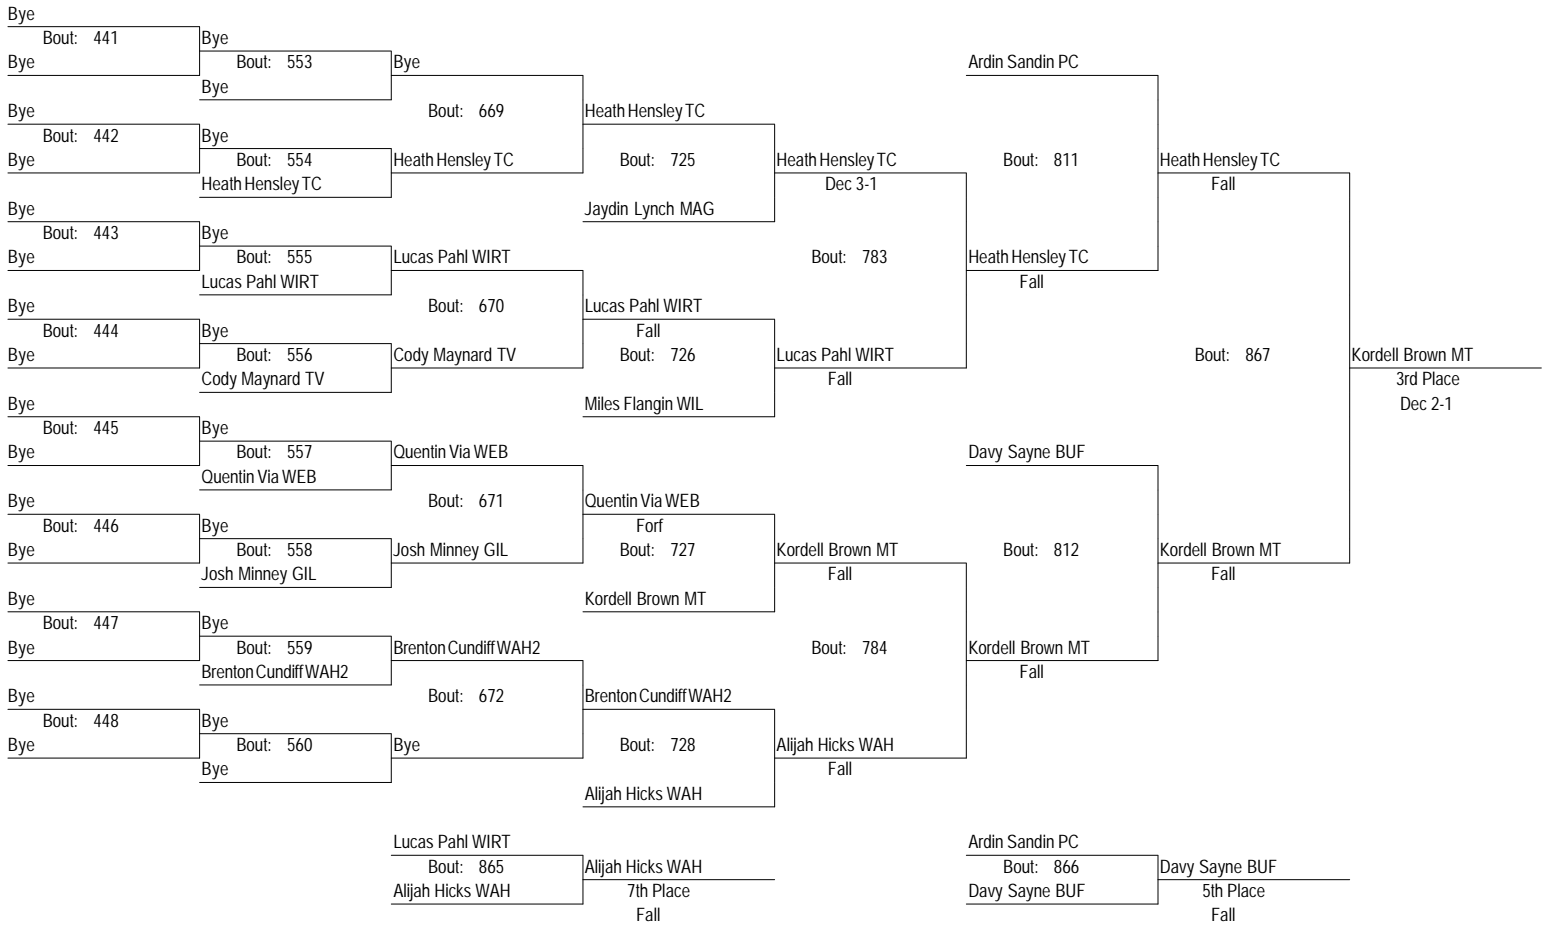 Bye
Bout: 441
Bye
Bye
Bout: 553
Bye
Ardin Sandin PC
Bye
Bye
Bout: 669
Heath Hensley TC
Bout: 442
Bye
Bye
Bout: 554
Heath Hensley TC
Bout: 725
Heath Hensley TC
Bout: 811
Heath Hensley TC
Heath Hensley TC
Dec 3-1
Fall
Bye
Jaydin Lynch MAG
Bout: 443
Bye
Bye
Bout: 555
Lucas Pahl WIRT
Bout: 783
Heath Hensley TC
Lucas Pahl WIRT
Fall
Bye
Bout: 670
Lucas Pahl WIRT
Bout: 444
Bye
Fall
Bye
Bout: 556
Cody Maynard TV
Bout: 726
Lucas Pahl WIRT
Bout: 867
Kordell Brown MT
Cody Maynard TV
Fall
3rd Place
Bye
Miles Flangin WIL
Dec 2-1
Bout: 445
Bye
Bye
Bout: 557
Quentin Via WEB
Davy Sayne BUF
Quentin Via WEB
Bye
Bout: 671
Quentin Via WEB
Bout: 446
Bye
Forf
Bye
Bout: 558
Josh Minney GIL
Bout: 727
Kordell Brown MT
Bout: 812
Kordell Brown MT
Josh Minney GIL
Fall
Fall
Bye
Kordell Brown MT
Bout: 447
Bye
Bye
Bout: 559
Brenton Cundiff WAH2
Bout: 784
Kordell Brown MT
Brenton Cundiff WAH2
Fall
Bye
Bout: 672
Brenton Cundiff WAH2
Bout: 448
Bye
Bye
Bout: 560
Bye
Bout: 728
Alijah Hicks WAH
Bye
Fall
Alijah Hicks WAH
Lucas Pahl WIRT
Ardin Sandin PC
Bout: 865
Alijah Hicks WAH
Bout: 866
Davy Sayne BUF
Alijah Hicks WAH
7th Place
Davy Sayne BUF
5th Place
Fall
Fall